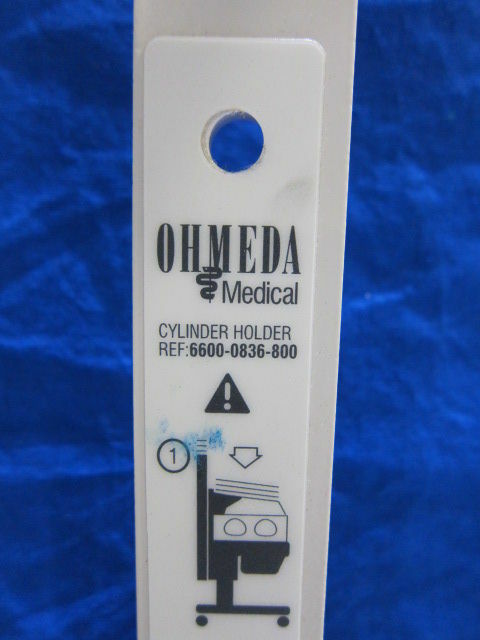 OHMEDA
Medical
CYLINDER HOLDER
REF:6600-0836-800
1